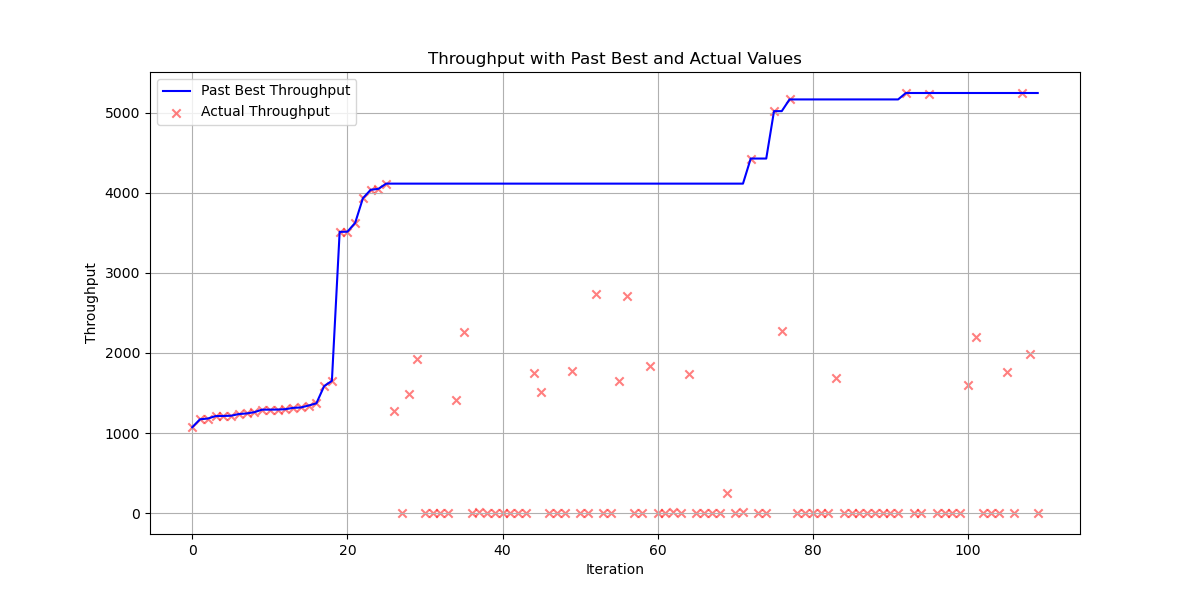 Throughput with Past Best and Actual Values
Past Best Throughput
Actual Throughput
Throughput
5000
4000
3000
2000
1000
0
0 20 40 60 80 100
Iteration